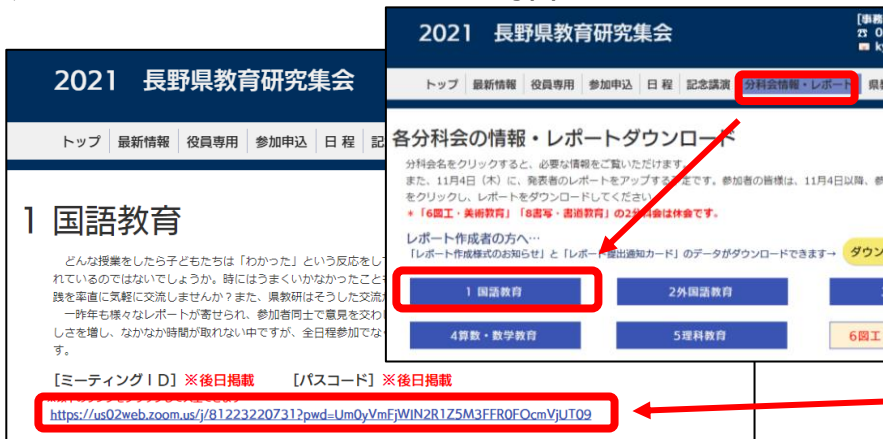 2021 長野県教育研究集会
トップ 最新情報 役員専用 参加申込 日程
1 国語教育
どんな授業をしたら子どもたちは「わかった」という反応をし
れているのではないでしょうか。時にはうまくいかなかったこと
践を率直に気軽に交流しませんか？また、県教研はそうした交流
一昨年も様々なレポートが寄せられ、参加者同士で意見を交わ
しさを増し、なかなか時間が取れない中ですが、全日程参加でな
す。
[ミーティングＩＤ] ※後日掲載 [パスコード] ※後日掲載
https://us02web.zoom.us/j/81223220731?pwd=Um0yVmFjWlN2R1Z5M3FFR0FOcmVjUT09
2021 長野県教育研究集会
トップ 最新情報 役員専用 参加申込 日程 記念講演 分科会情報・レポート
各分科会の情報・レポートダウンロード
分科会名をクリックすると、必要な情報をご覧いただけます。
また、11月4日（木）に、発表者のレポートをアップする予定です。参加者の皆様は、11月4日以降、
をクリックし、レポートをダウンロードしてください
＊「6図工・美術教育」「8書写・書道教育」の2分科会は休会です。
レポート作成者の方へ…
「レポート作成様式のお知らせ」と「レポート提出通知カード」のデータがダウンロードできます→ ダウン
1 国語教育 2外国語教育
4算数・数学教育 5理科教育 6図工